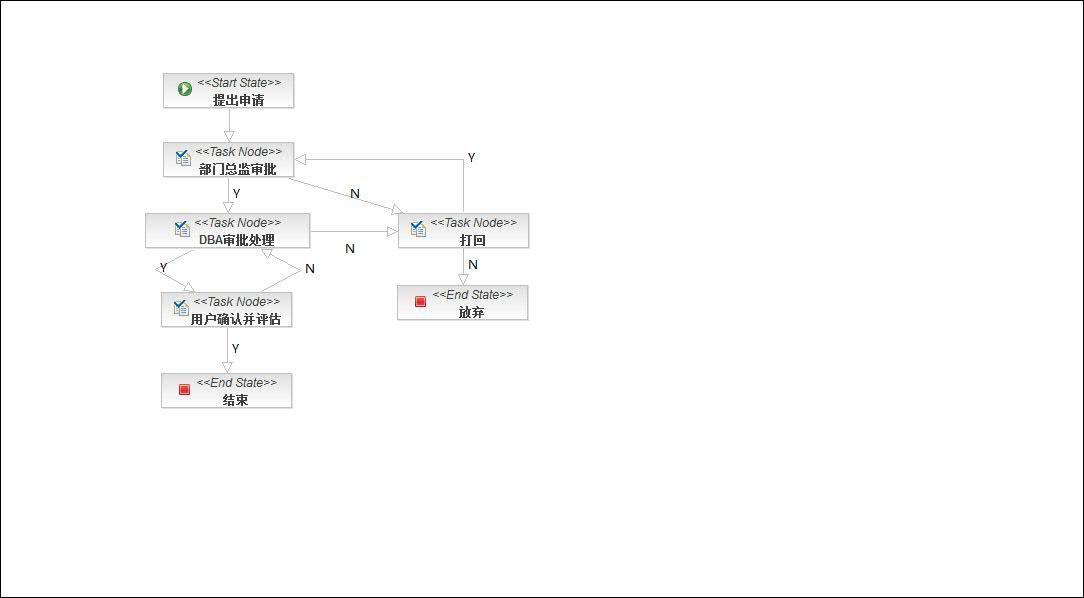 <<Start State>>
提出申请
<<Task Node>>
部门总监审批
Y
Y
N
<<Task Node>>
DBA审批处理
<<Task Node>>
打回
N
Y
N
N
<<Task Node>>
用户确认并评估
<<End State>>
放弃
Y
<<End State>>
结束